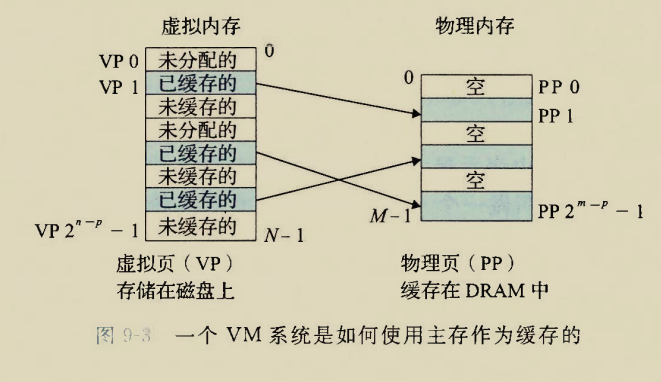 虚拟内存
物理内存
0
VP 0 未分配的
VP 1 已缓存的
未缓存的
未分配的
已缓存的
未缓存的
已缓存的
VP 2ⁿ⁻ᵖ − 1 未缓存的
N−1
0
空 PP 0
PP 1
空
空
M−1
PP 2ᵐ⁻ᵖ − 1
虚拟页（VP）
存储在磁盘上
物理页（PP）
缓存在 DRAM 中
图 9-3 一个 VM 系统是如何使用主存作为缓存的